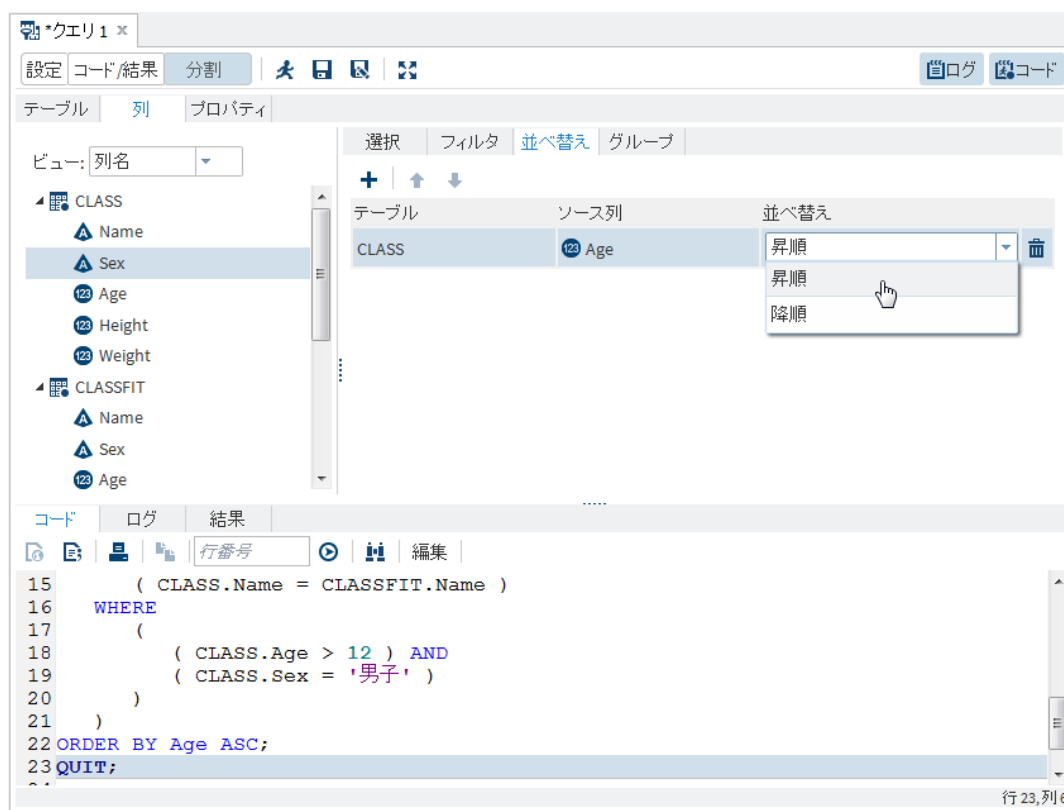 *クエリ 1 ×
設定 コード/結果 分割 ログ コード
テーブル 列 プロパティ
選択 フィルタ 並べ替え グループ
ビュー: 列名
CLASS
Name
Sex
Age
Height
Weight
CLASSFIT
Name
Sex
Age
テーブル ソース列 並べ替え
CLASS Age 昇順
昇順
降順
コード ログ 結果
行番号 編集
15 ( CLASS.Name = CLASSFIT.Name )
16 WHERE
17 (
18 ( CLASS.Age > 12 ) AND
19 ( CLASS.Sex = '男子' )
20 )
21 )
22 ORDER BY Age ASC;
23 QUIT;
行 23,列